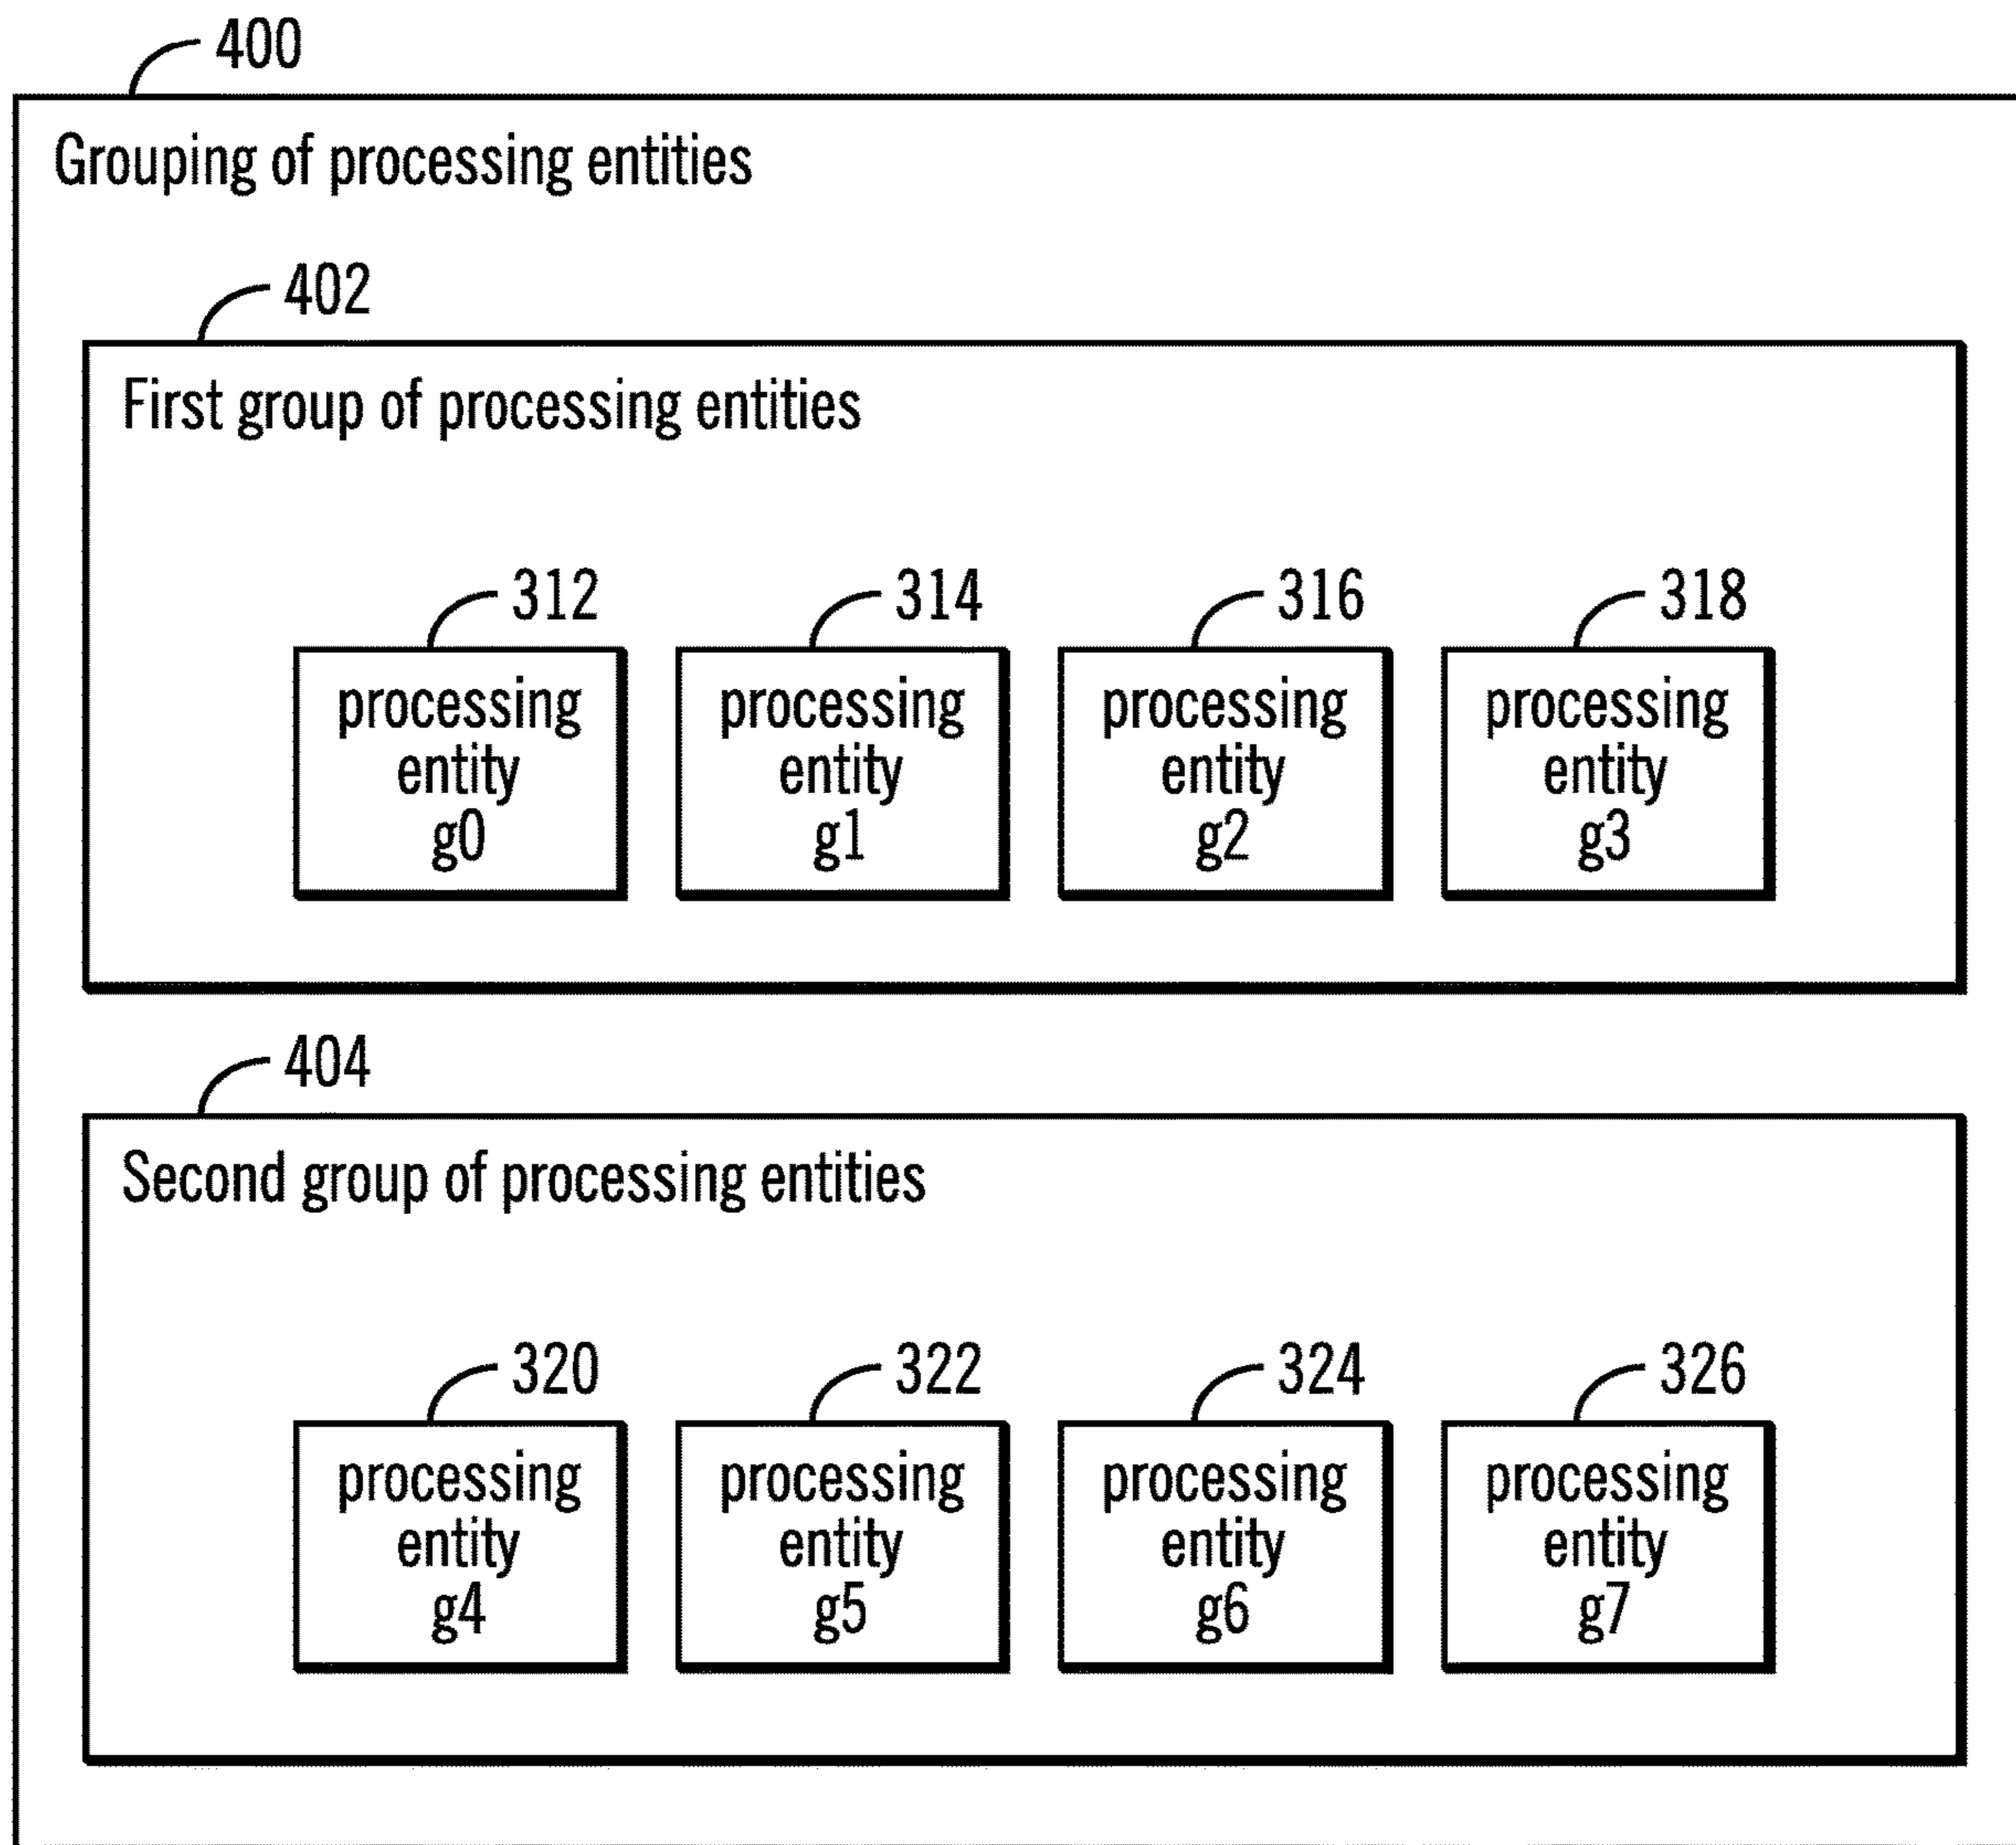 400
Grouping of processing entities
402
First group of processing entities
312 314 316 318
processing processing processing processing
entity entity entity entity
g0 g1 g2 g3
404
Second group of processing entities
320 322 324 326
processing processing processing processing
entity entity entity entity
g4 g5 g6 g7